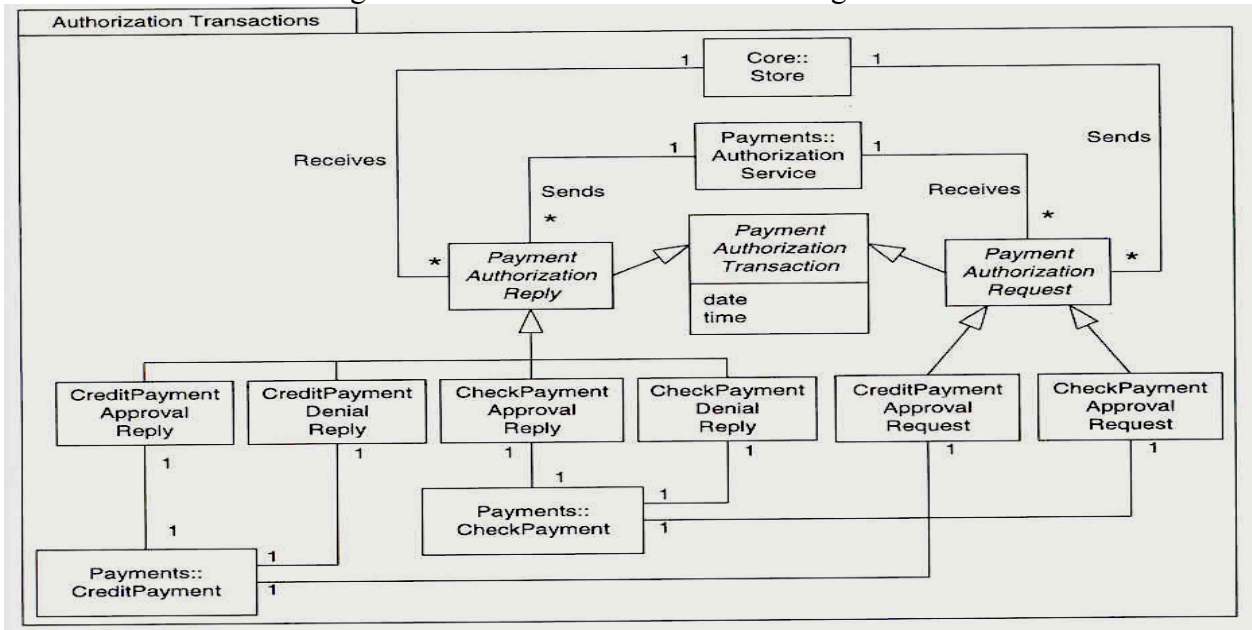 Authorization Transactions
1
Core::
Store
1
Receives
Sends
1
Payments::
Authorization
Service
1
Sends
Receives
*
*
*
Payment
Authorization
Reply
Payment
Authorization
Transaction
date
time
Payment
Authorization
Request
*
CreditPayment
Approval
Reply
CreditPayment
Denial
Reply
CheckPayment
Approval
Reply
CheckPayment
Denial
Reply
CreditPayment
Approval
Request
CheckPayment
Approval
Request
1
1
1
1
1
1
1
Payments::
CheckPayment
1
1
1
1
Payments::
CreditPayment
1